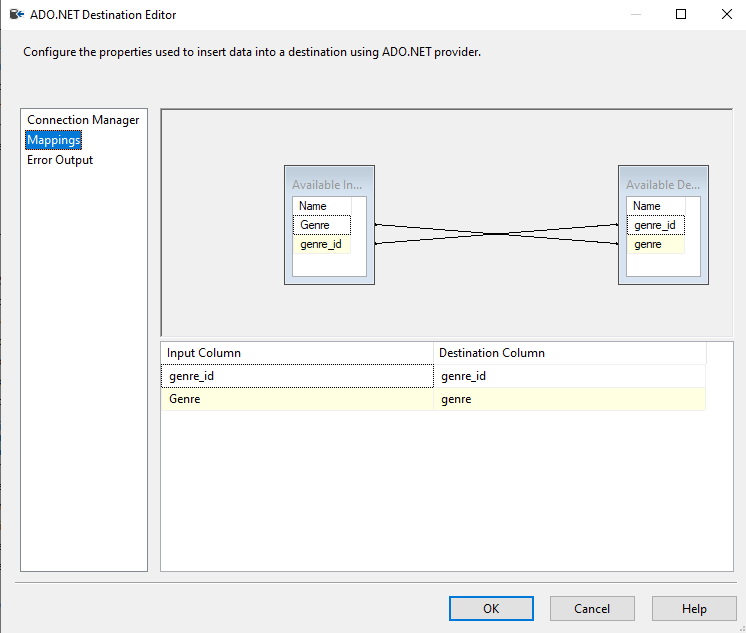 ADO.NET Destination Editor
Configure the properties used to insert data into a destination using ADO.NET provider.
Connection Manager
Mappings
Error Output
Available In...
Name
Genre
genre_id
Available De...
Name
genre_id
genre
Input Column Destination Column
genre_id genre_id
Genre genre
OK Cancel Help